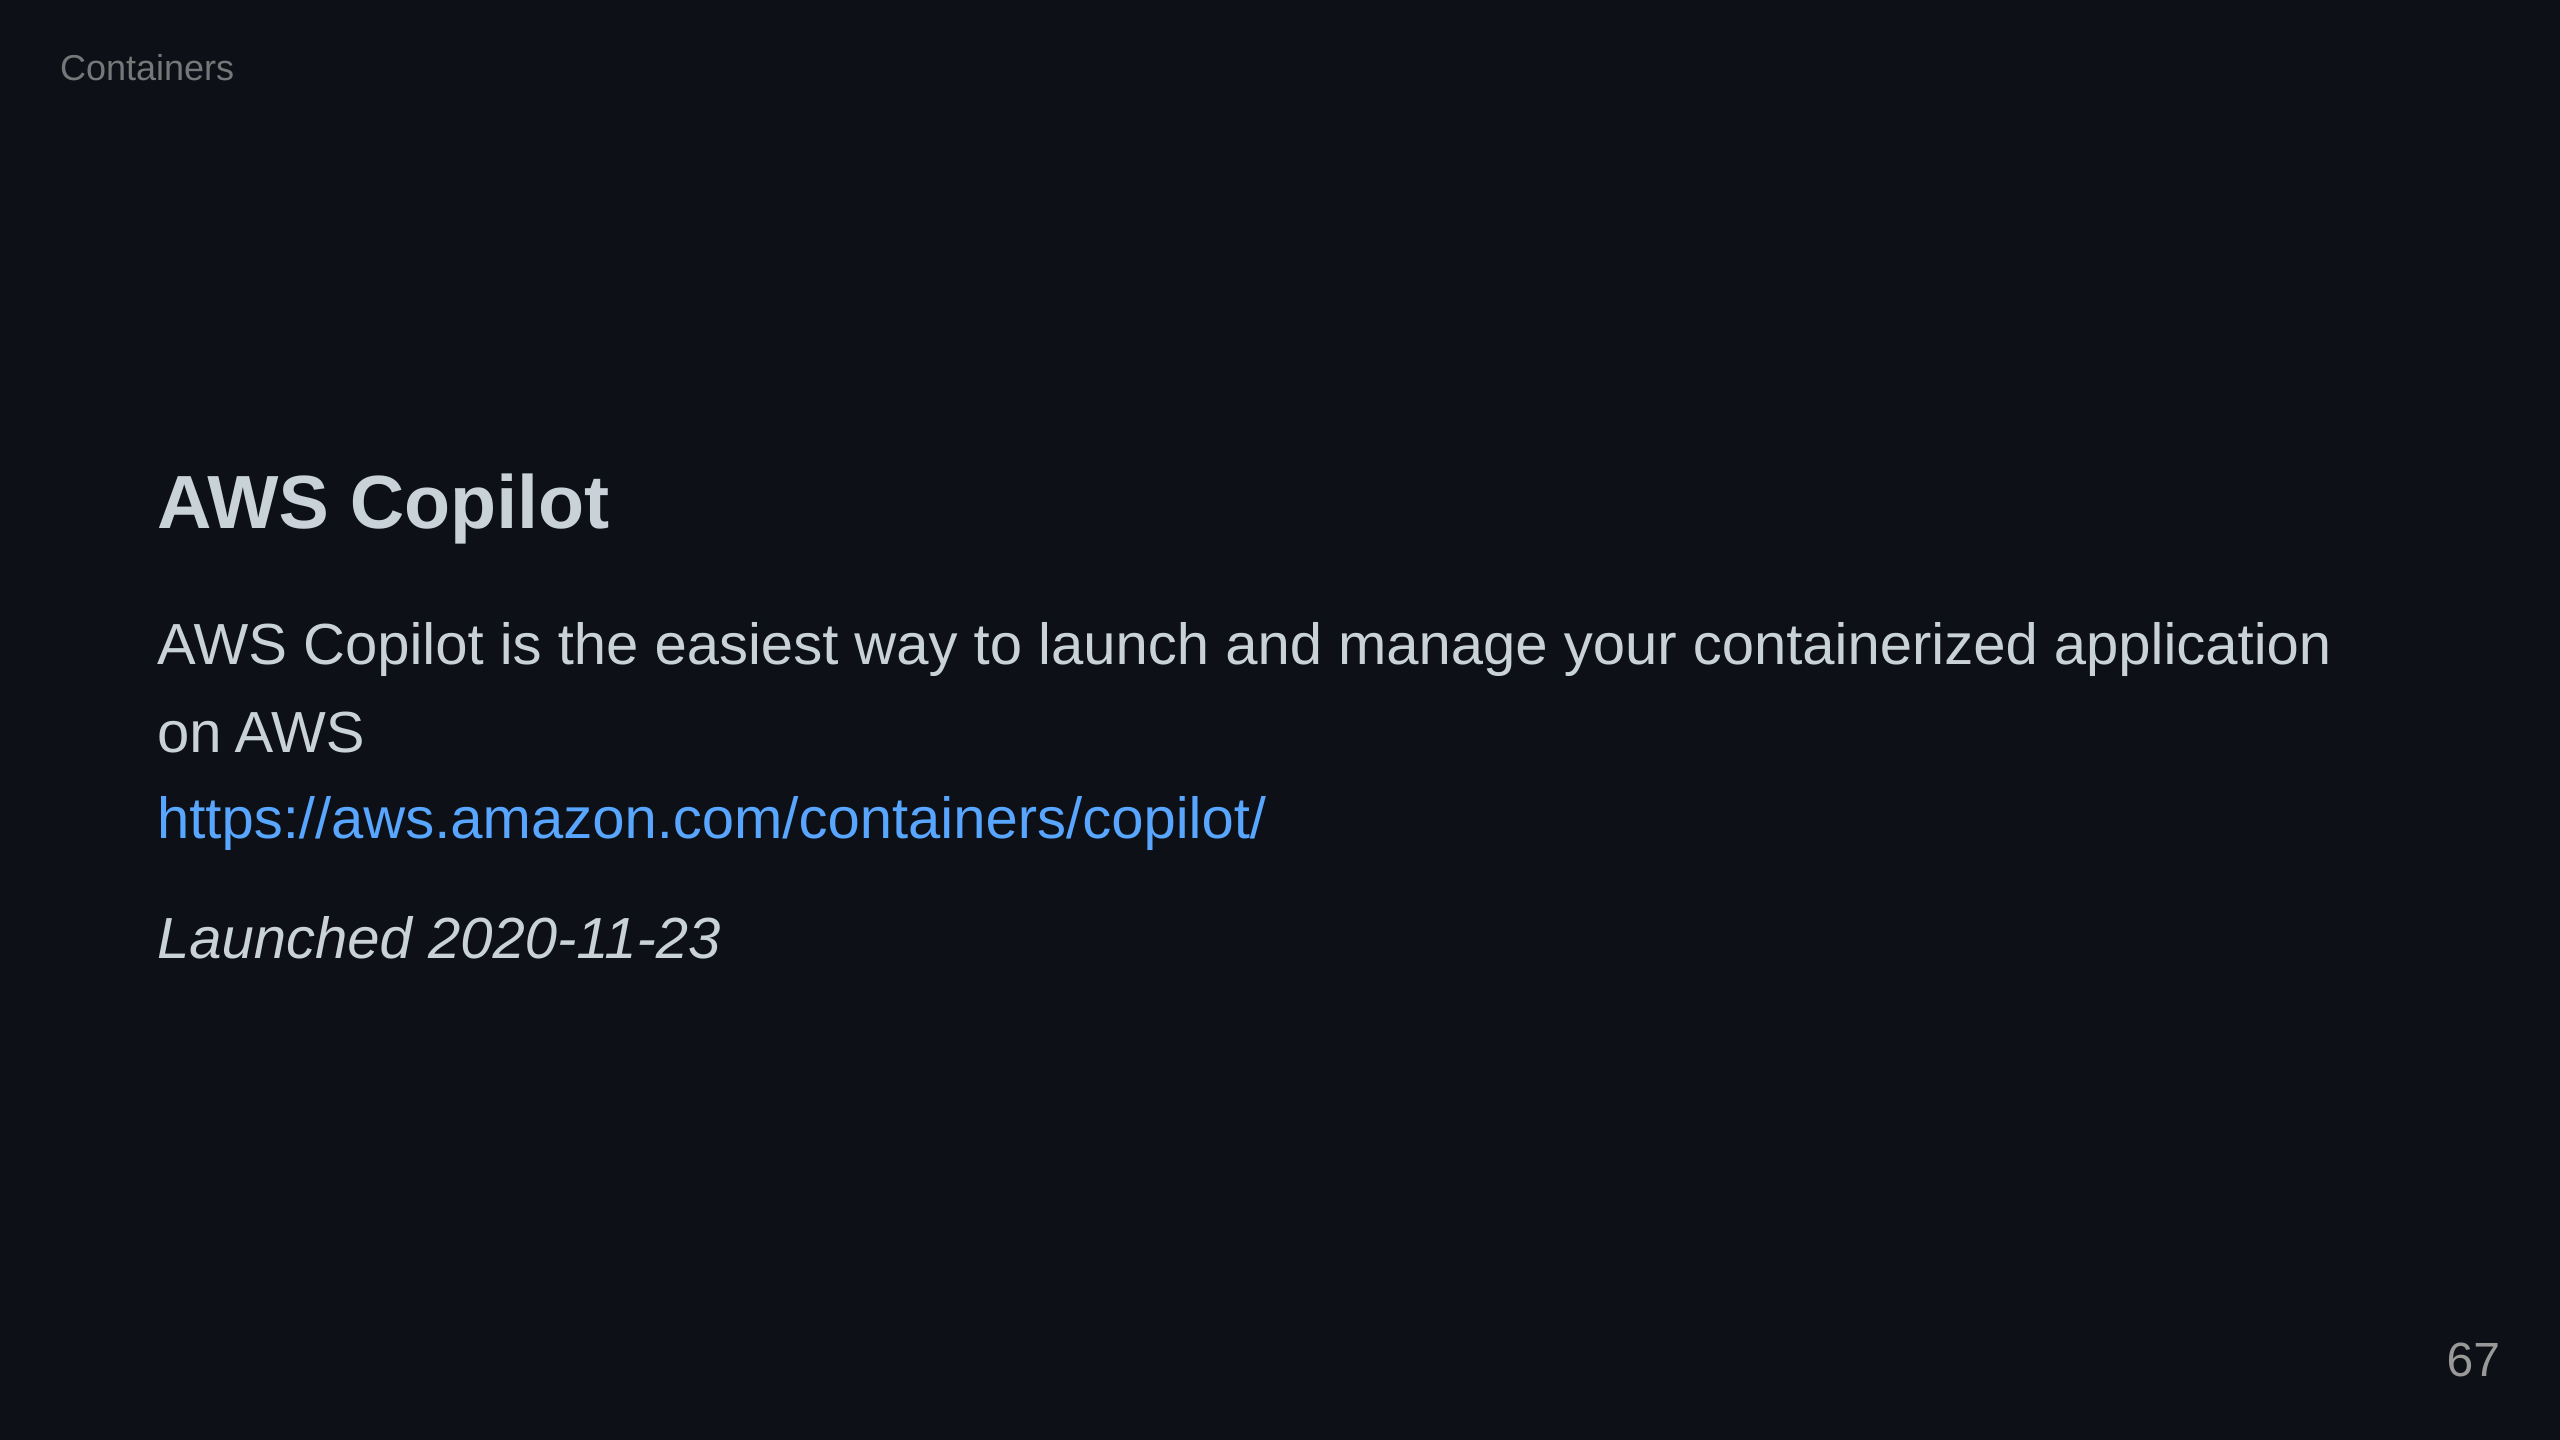 Containers
AWS Copilot
AWS Copilot is the easiest way to launch and manage your containerized application
on AWS
https://aws.amazon.com/containers/copilot/
Launched 2020-11-23
67